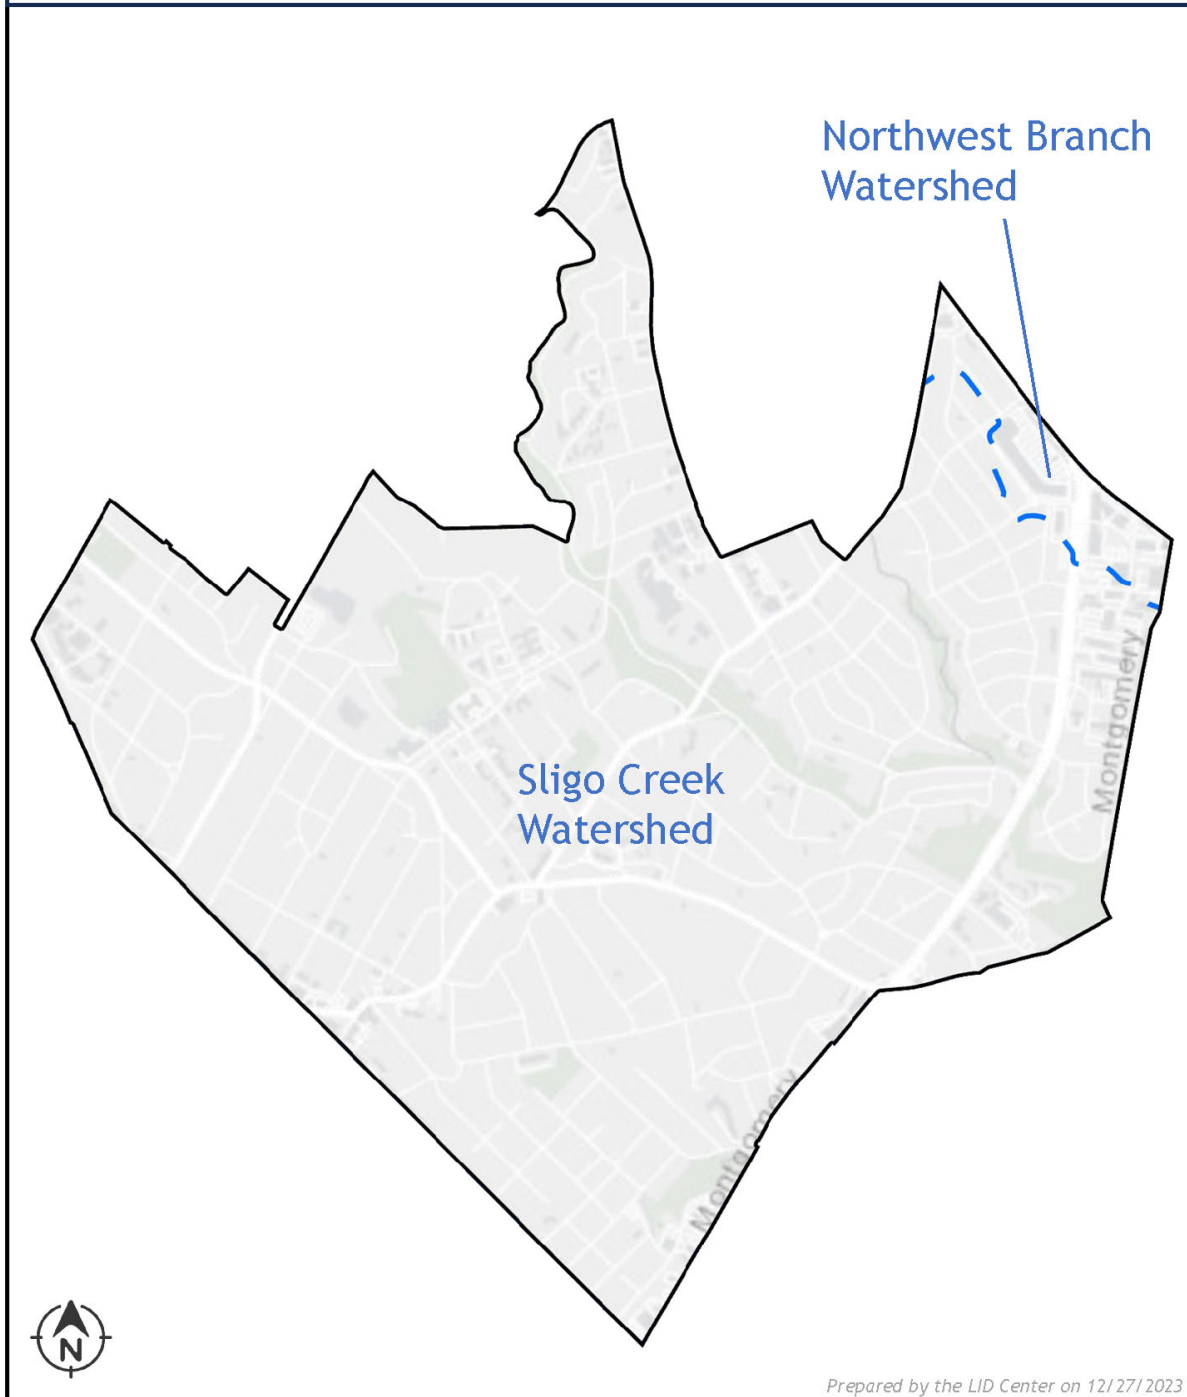 Northwest Branch
Watershed
Sligo Creek
Watershed
Montgomery
Montgomery
N
Prepared by the LID Center on 12/27/2023